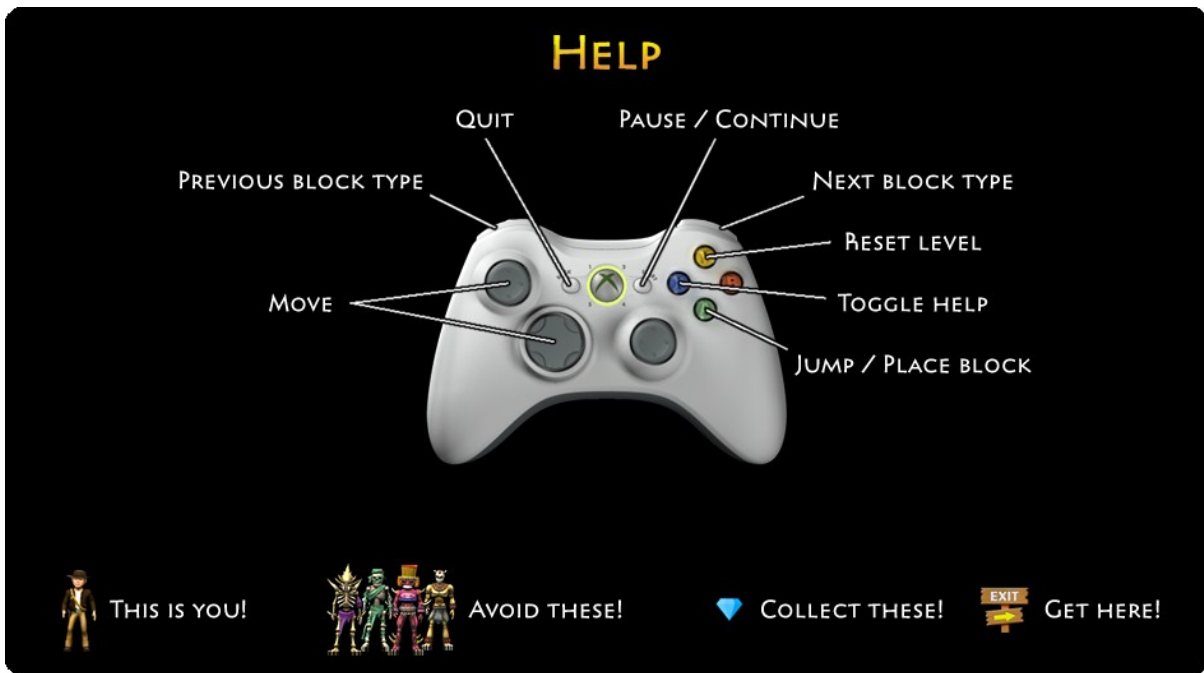 Help
Quit
Pause / Continue
Previous block type
Next block type
Reset level
Move
Toggle help
Jump / Place block
This is you!
Avoid these!
Collect these!
EXIT
Get here!